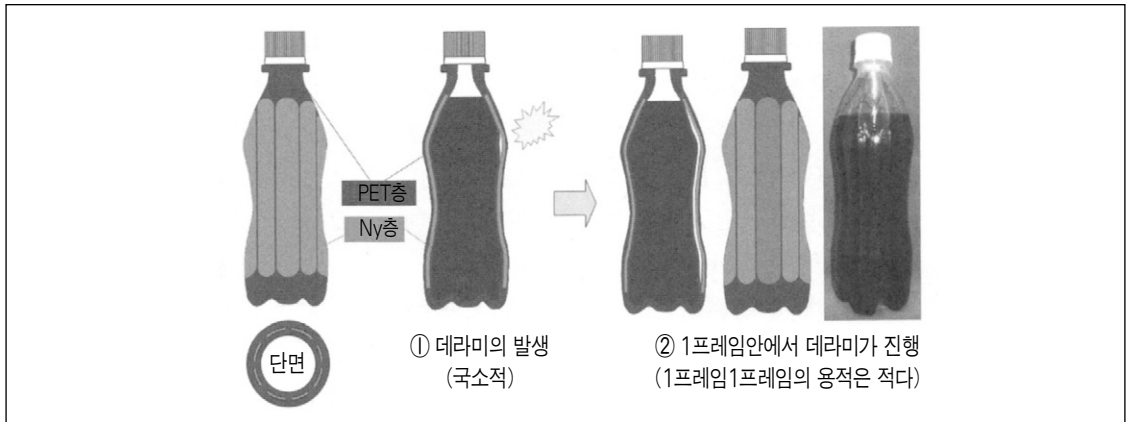 PET층
Ny층
단면
① 데라미의 발생
(국소적)
② 1프레임안에서 데라미가 진행
(1프레임1프레임의 용적은 적다)